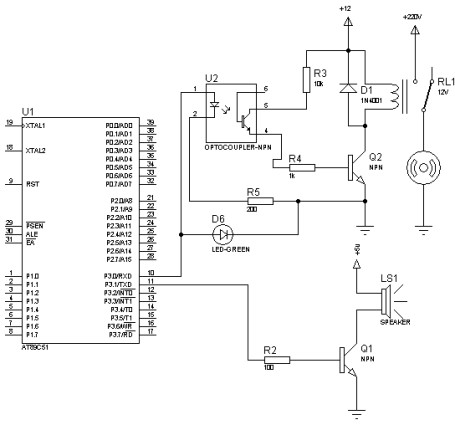 +12
+220V
U2
R3
10k
D1
1N4001
RL1
12V
1
2
6
5
4
OPTOCOUPLER-NPN
R4
1k
Q2
NPN
R5
200
D6
LED-GREEN
U1
19 XTAL1
18 XTAL2
9 RST
29 PSEN
30 ALE
31 EA
1 P1.0
2 P1.1
3 P1.2
4 P1.3
5 P1.4
6 P1.5
7 P1.6
8 P1.7
P0.0/AD0 39
P0.1/AD1 38
P0.2/AD2 37
P0.3/AD3 36
P0.4/AD4 35
P0.5/AD5 34
P0.6/AD6 33
P0.7/AD7 32
P2.0/A8 21
P2.1/A9 22
P2.2/A10 23
P2.3/A11 24
P2.4/A12 25
P2.5/A13 26
P2.6/A14 27
P2.7/A15 28
P3.0/RXD 10
P3.1/TXD 11
P3.2/INT0 12
P3.3/INT1 13
P3.4/T0 14
P3.5/T1 15
P3.6/WR 16
P3.7/RD 17
AT89C51
+5v
LS1
SPEAKER
R2
100
Q1
NPN